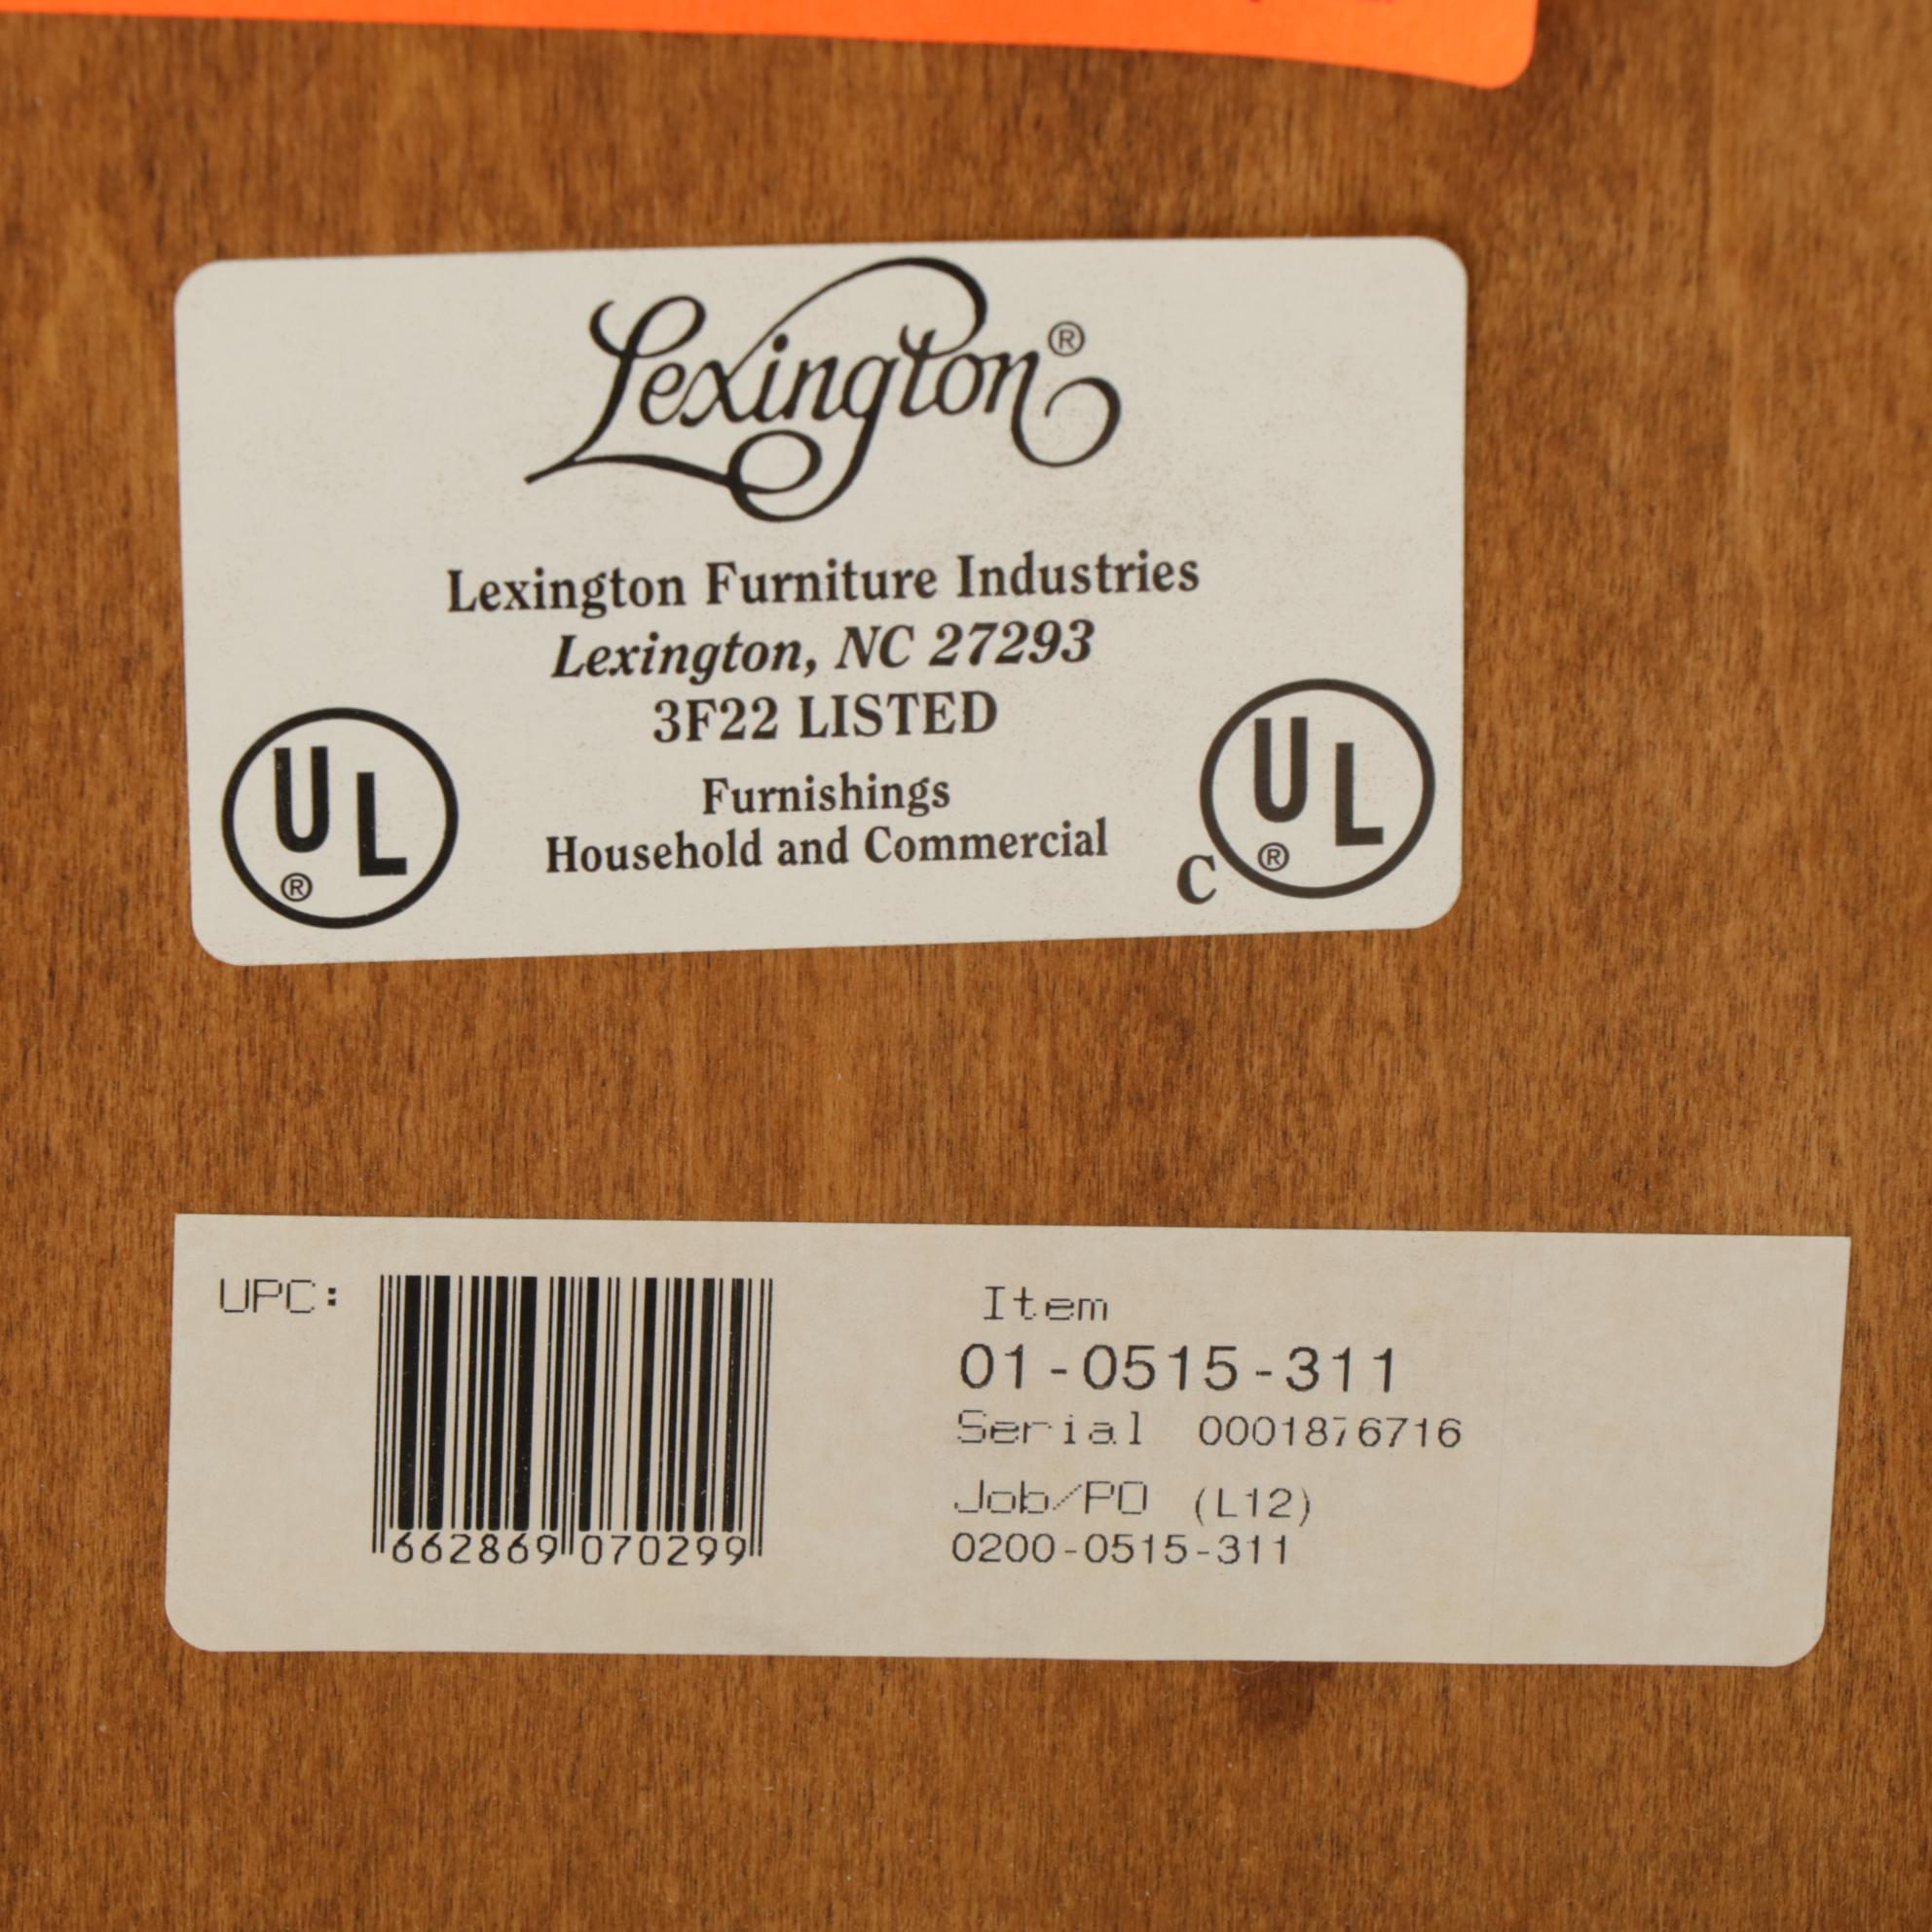 Lexington®
Lexington Furniture Industries
Lexington, NC 27293
3F22 LISTED
Furnishings
Household and Commercial
UL ®
C UL ®
UPC:
662869 070299
Item
01-0515-311
Serial 0001876716
Job/PO (L12)
0200-0515-311